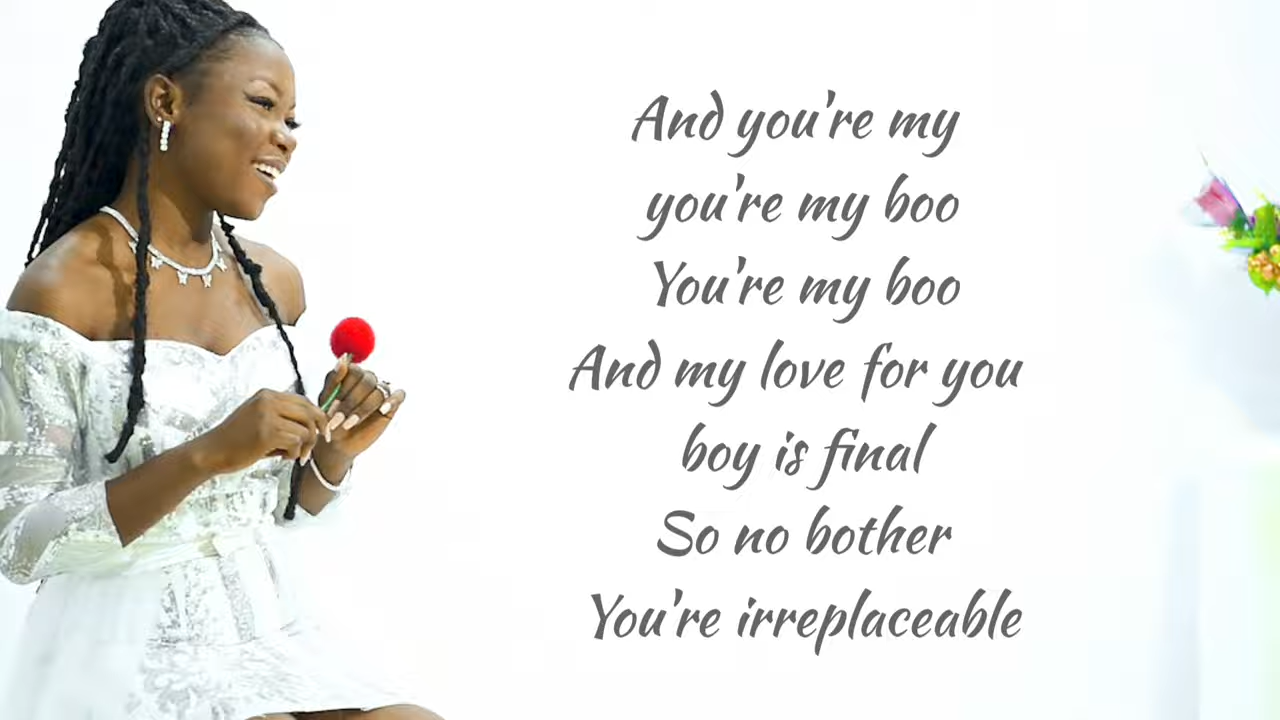 And you're my
you're my boo
You're my boo
And my love for you
boy is final
So no bother
You're irreplaceable